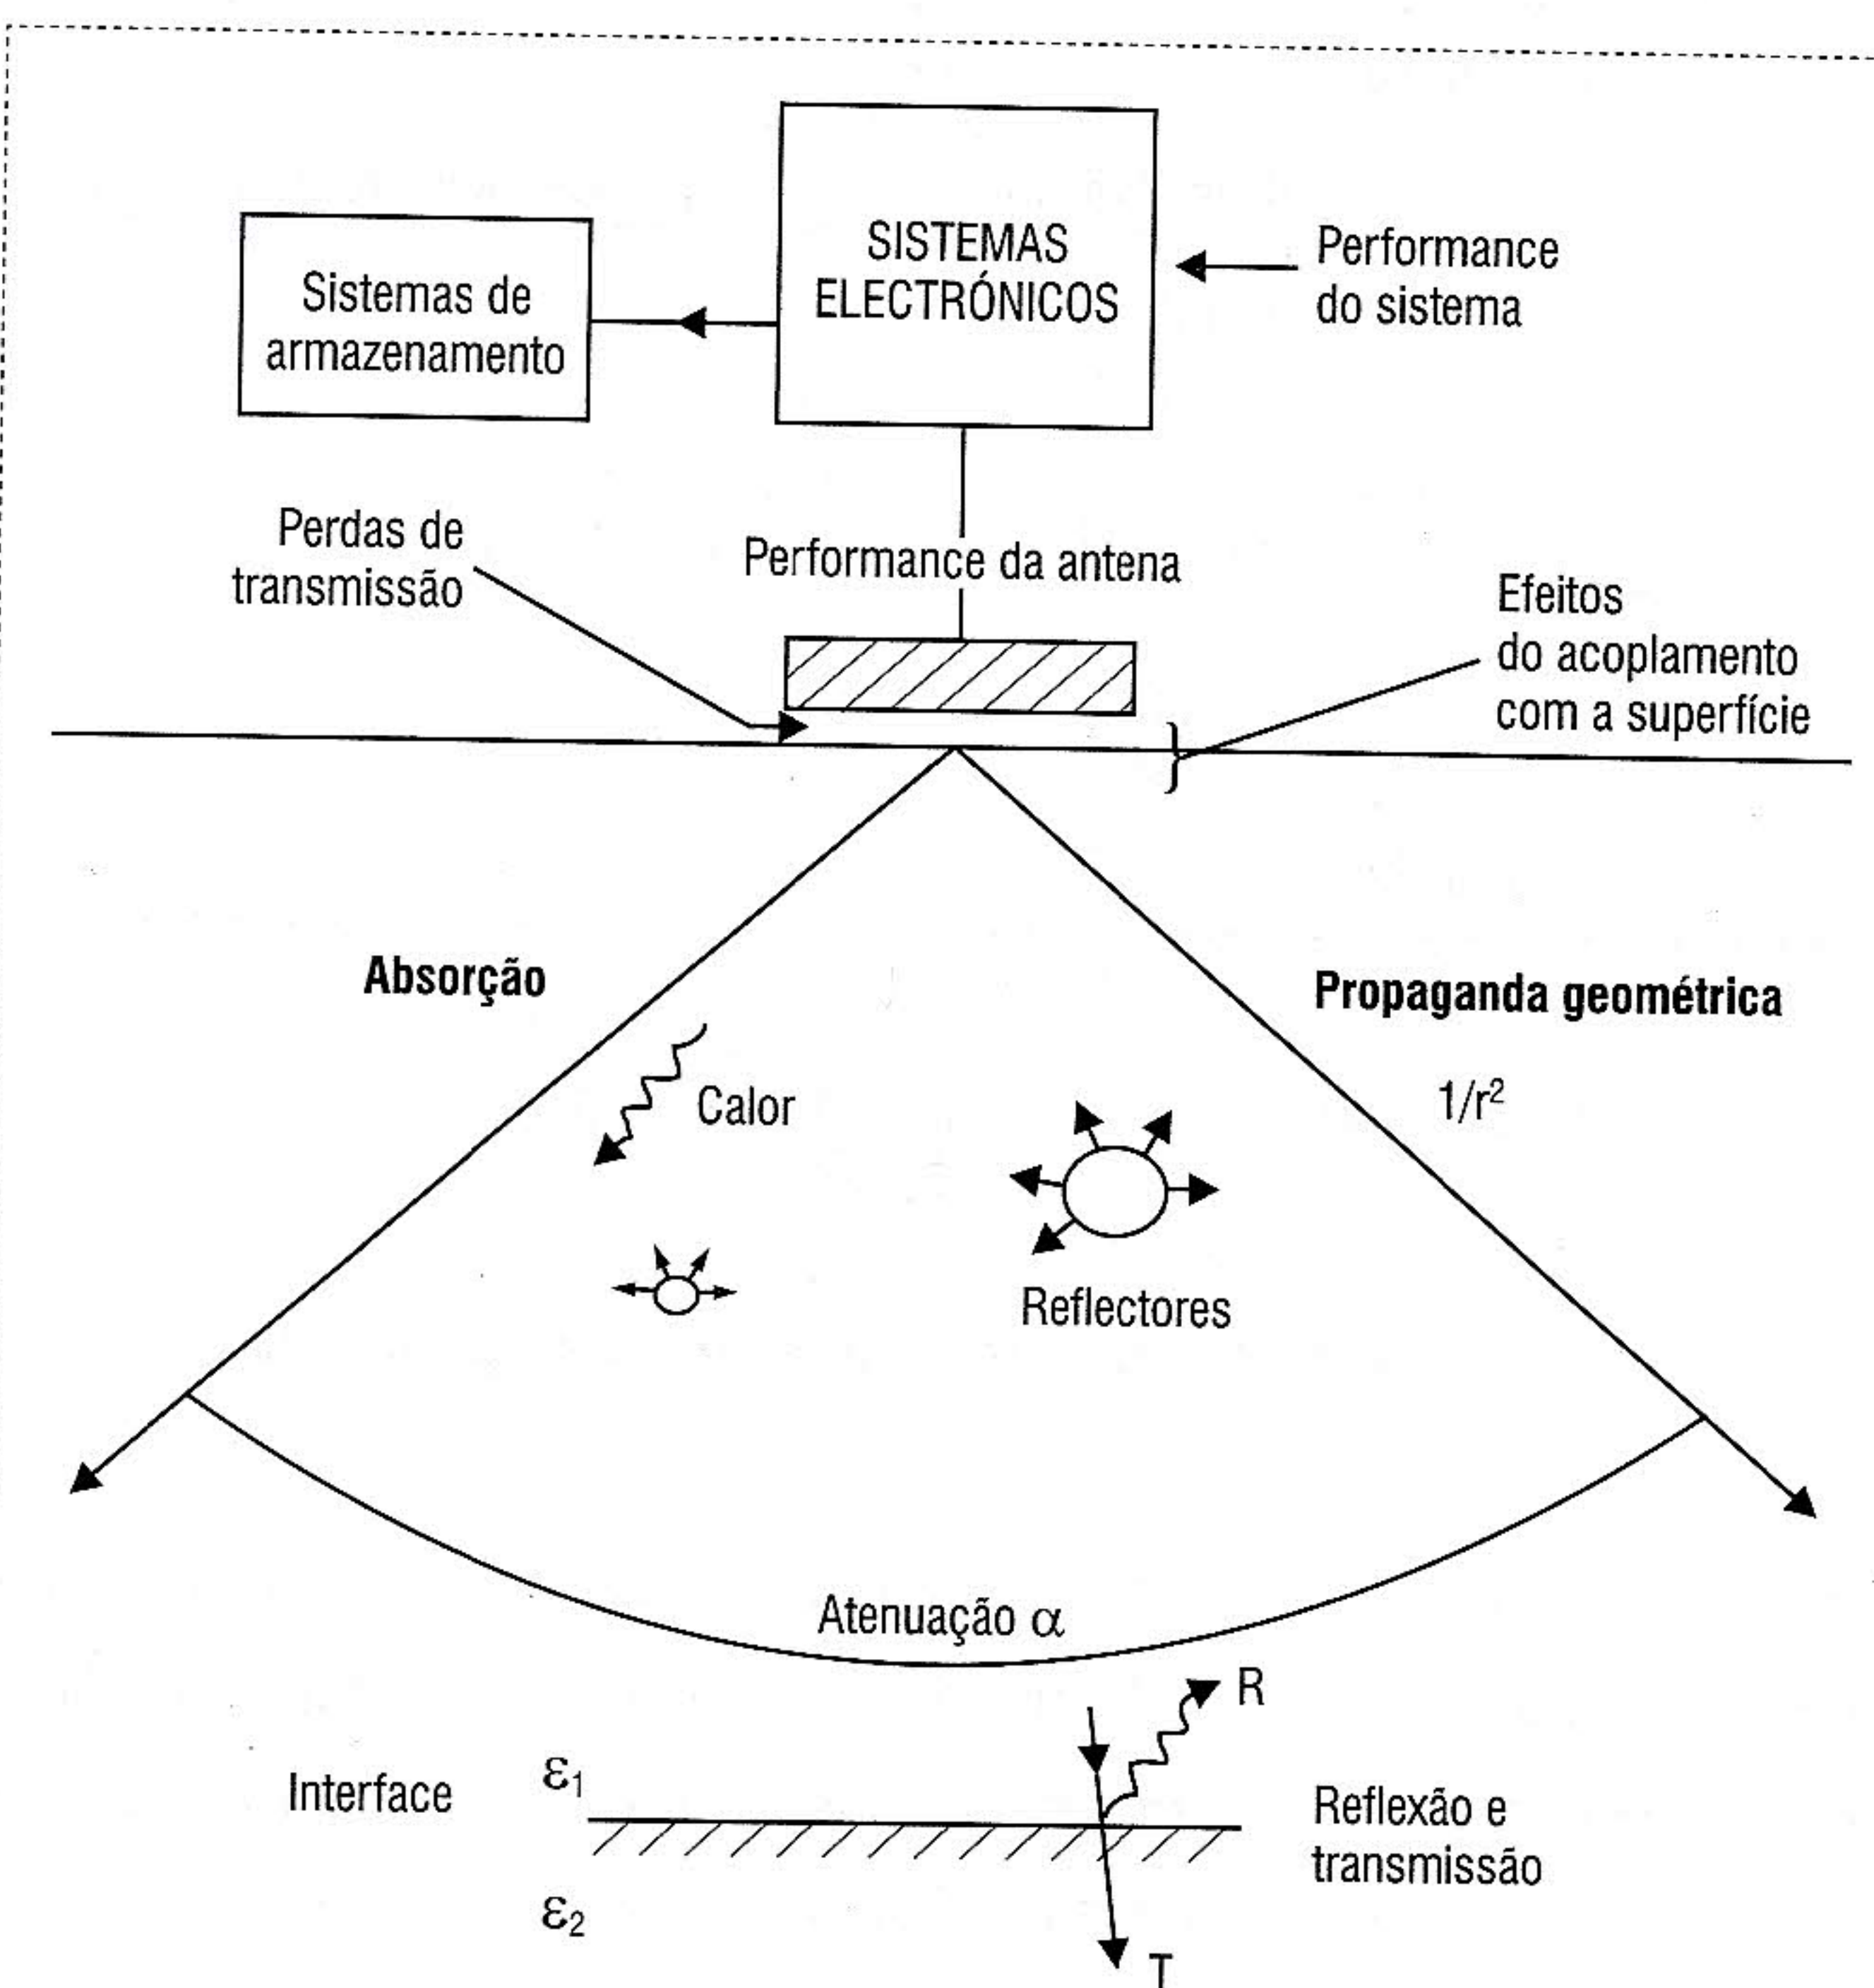 SISTEMAS
ELECTRÓNICOS
Performance
do sistema
Sistemas de
armazenamento
Perdas de
transmissão
Performance da antena
Efeitos
do acoplamento
com a superfície
Absorção
Propaganda geométrica
1/r²
Calor
Reflectores
Atenuação α
R
Interface
ε₁
Reflexão e
transmissão
ε₂
T